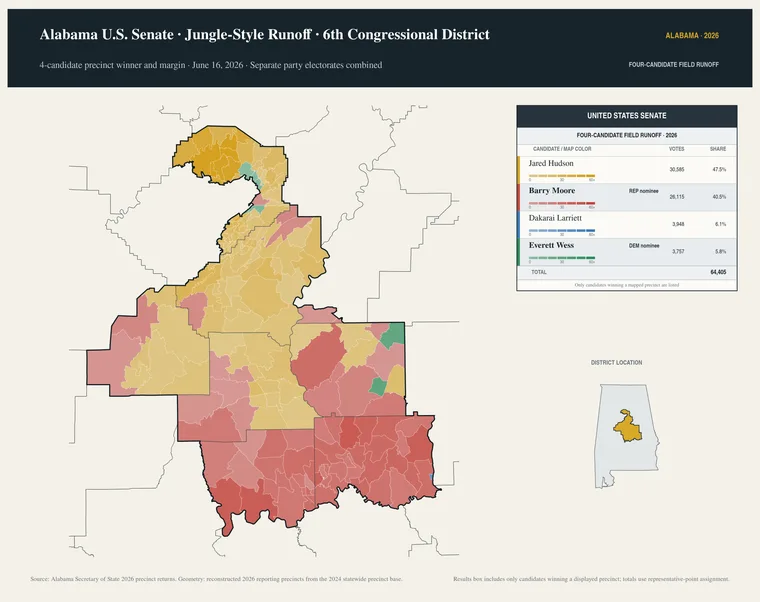 Alabama U.S. Senate · Jungle-Style Runoff · 6th Congressional District
ALABAMA · 2026
4-candidate precinct winner and margin · June 16, 2026 · Separate party electorates combined
FOUR-CANDIDATE FIELD RUNOFF
UNITED STATES SENATE
FOUR-CANDIDATE FIELD RUNOFF · 2026
CANDIDATE / MAP COLOR VOTES SHARE
Jared Hudson 30,585 47.5%
Barry Moore REP nominee 26,115 40.5%
Dakarai Larriett 3,948 6.1%
Everett Wess DEM nominee 3,757 5.8%
TOTAL 64,405
Only candidates winning a mapped precinct are listed
DISTRICT LOCATION
Source: Alabama Secretary of State 2026 precinct returns. Geometry: reconstructed 2026 reporting precincts from the 2024 statewide precinct base.
Results box includes only candidates winning a displayed precinct; totals use representative-point assignment.